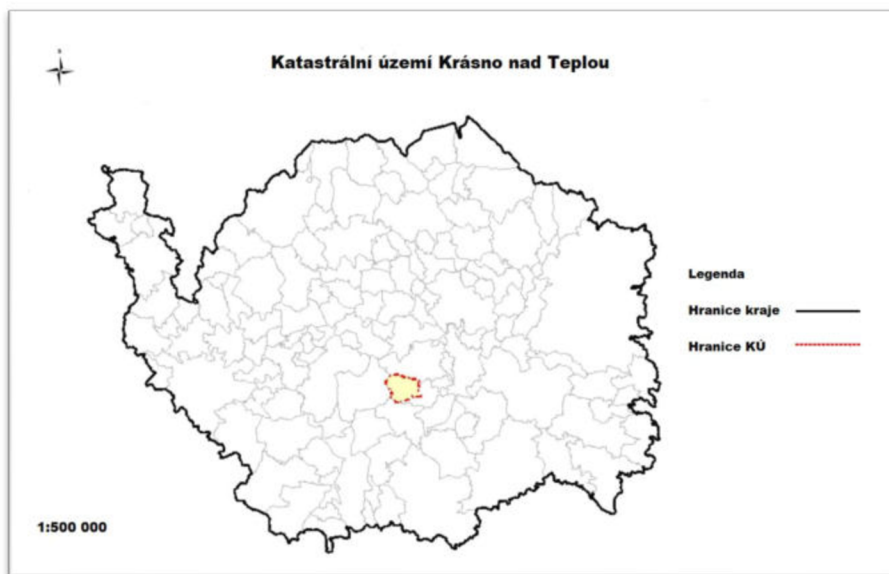 Katastrální území Krásno nad Teplou
Legenda
Hranice kraje
Hranice KÚ
1:500 000